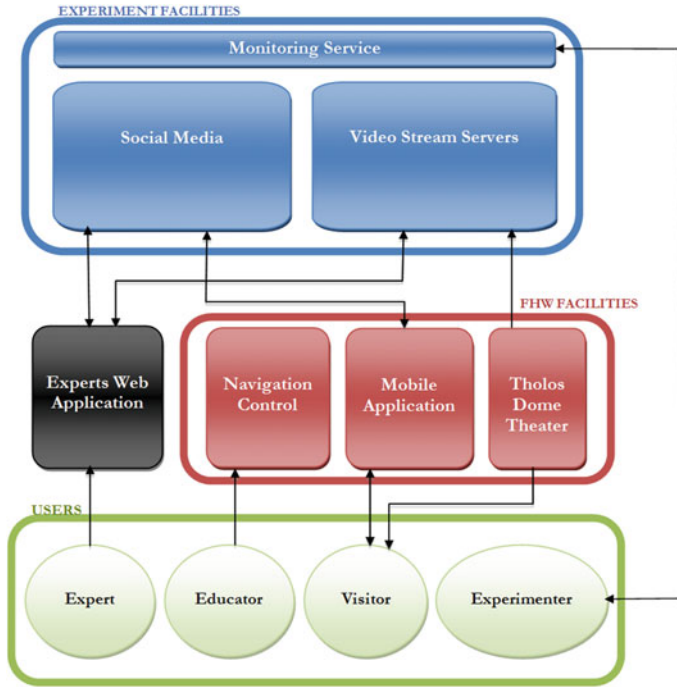 EXPERIMENT FACILITIES
Monitoring Service
Social Media
Video Stream Servers
FHW FACILITIES
Experts Web
Application
Navigation
Control
Mobile
Application
Tholos
Dome
Theater
USERS
Expert
Educator
Visitor
Experimenter